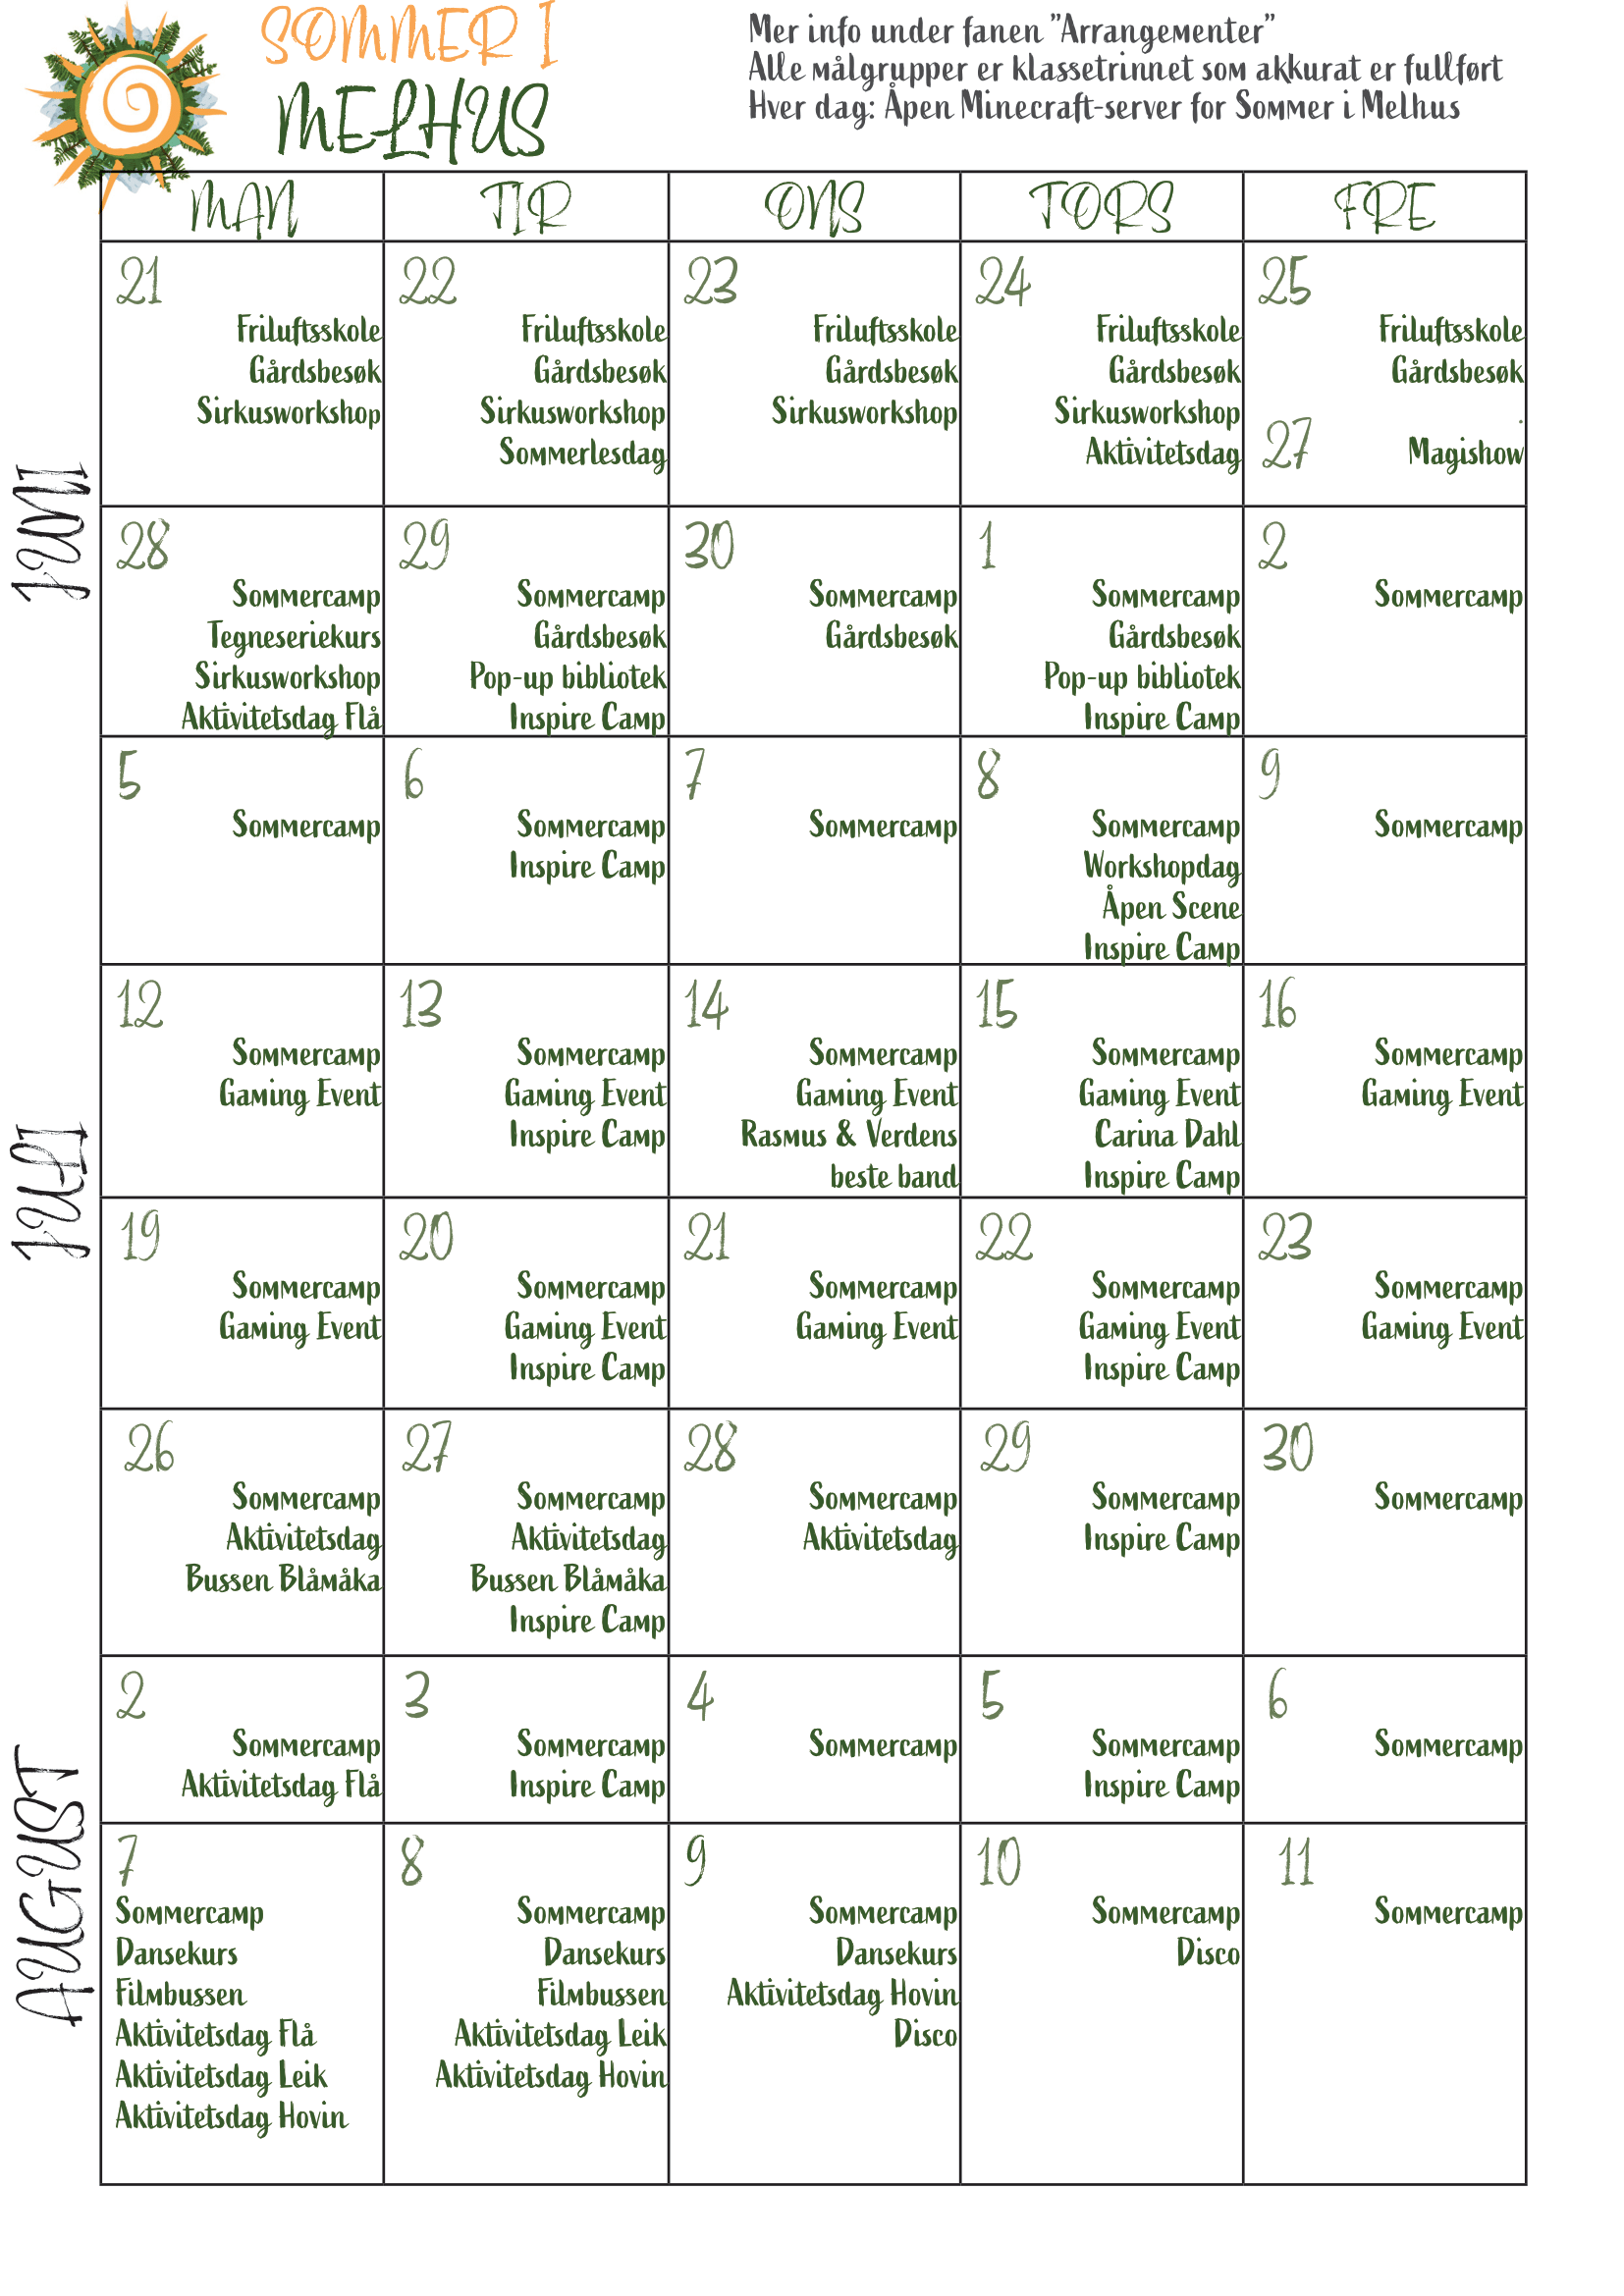 SOMMER I
MELHUS
Mer info under fanen "Arrangementer"
Alle målgrupper er klassetrinnet som akkurat er fullført
Hver dag: Åpen Minecraft-server for Sommer i Melhus
MAN TIR ONS TORS FRE
JUNI
21
Friluftsskole
Gårdsbesøk
Sirkusworkshop
22
Friluftsskole
Gårdsbesøk
Sirkusworkshop
Sommerlesdag
23
Friluftsskole
Gårdsbesøk
Sirkusworkshop
24
Friluftsskole
Gårdsbesøk
Sirkusworkshop
Aktivitetsdag
25
Friluftsskole
Gårdsbesøk
.
27 Magishow
28
Sommercamp
Tegneseriekurs
Sirkusworkshop
Aktivitetsdag Flå
29
Sommercamp
Gårdsbesøk
Pop-up bibliotek
Inspire Camp
30
Sommercamp
Gårdsbesøk
1
Sommercamp
Gårdsbesøk
Pop-up bibliotek
Inspire Camp
2
Sommercamp
JULI
5
Sommercamp
6
Sommercamp
Inspire Camp
7
Sommercamp
8
Sommercamp
Workshopdag
Åpen Scene
Inspire Camp
9
Sommercamp
12
Sommercamp
Gaming Event
13
Sommercamp
Gaming Event
Inspire Camp
14
Sommercamp
Gaming Event
Rasmus & Verdens
beste band
15
Sommercamp
Gaming Event
Carina Dahl
Inspire Camp
16
Sommercamp
Gaming Event
19
Sommercamp
Gaming Event
20
Sommercamp
Gaming Event
Inspire Camp
21
Sommercamp
Gaming Event
22
Sommercamp
Gaming Event
Inspire Camp
23
Sommercamp
Gaming Event
26
Sommercamp
Aktivitetsdag
Bussen Blåmåka
27
Sommercamp
Aktivitetsdag
Bussen Blåmåka
Inspire Camp
28
Sommercamp
Aktivitetsdag
29
Sommercamp
Inspire Camp
30
Sommercamp
AUGUST
2
Sommercamp
Aktivitetsdag Flå
3
Sommercamp
Inspire Camp
4
Sommercamp
5
Sommercamp
Inspire Camp
6
Sommercamp
7
Sommercamp
Dansekurs
Filmbussen
Aktivitetsdag Flå
Aktivitetsdag Leik
Aktivitetsdag Hovin
8
Sommercamp
Dansekurs
Filmbussen
Aktivitetsdag Leik
Aktivitetsdag Hovin
9
Sommercamp
Dansekurs
Aktivitetsdag Hovin
Disco
10
Sommercamp
Disco
11
Sommercamp